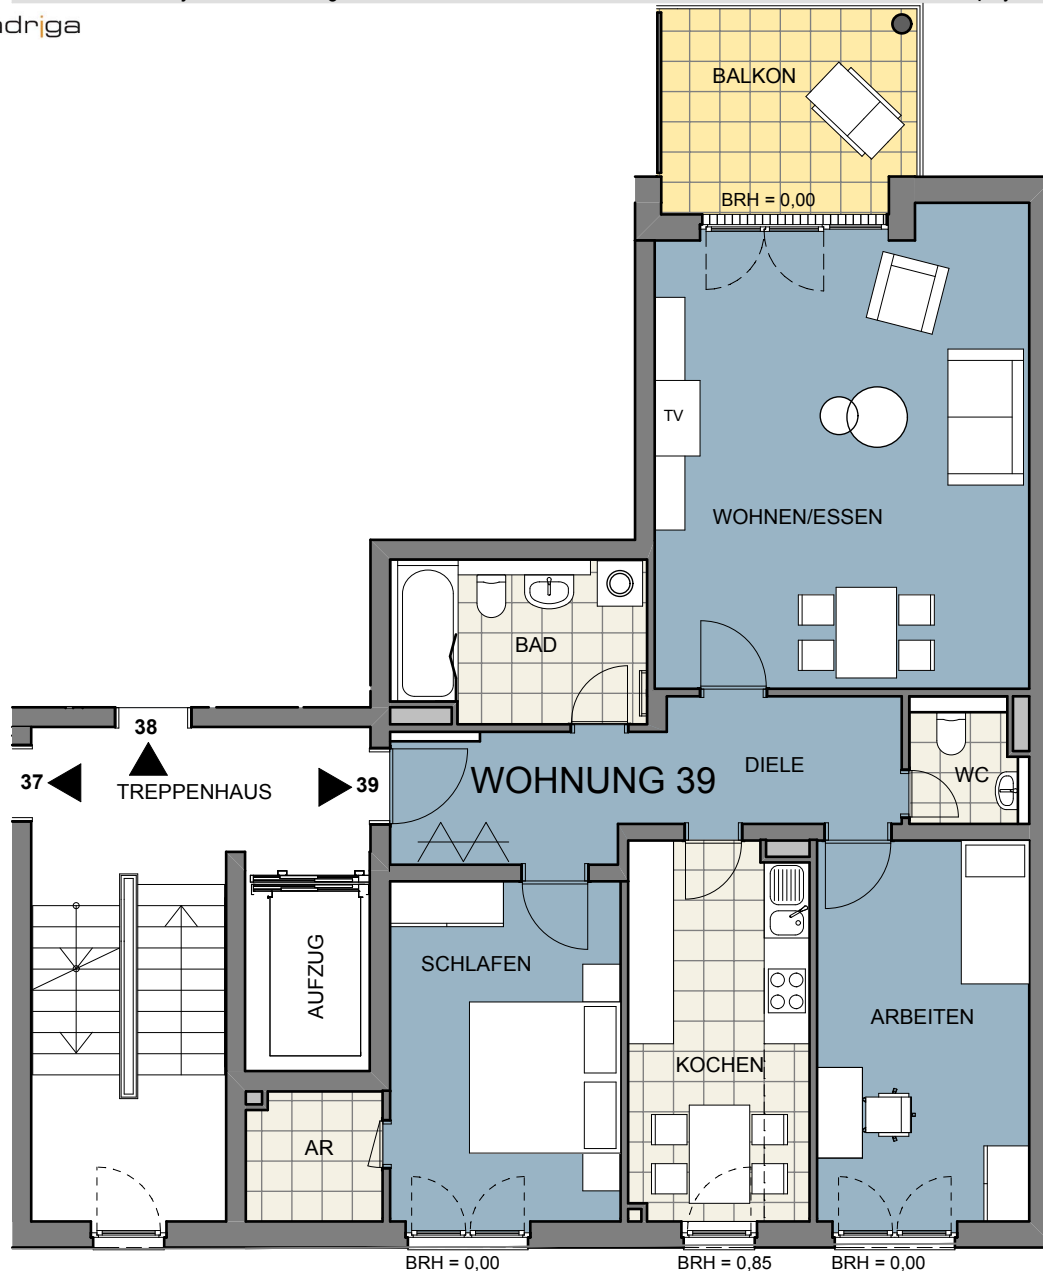 BALKON
BRH = 0,00
TV
WOHNEN/ESSEN
BAD
38
37
TREPPENHAUS
39
WOHNUNG 39
DIELE
WC
AUFZUG
SCHLAFEN
ARBEITEN
KOCHEN
AR
BRH = 0,00
BRH = 0,85
BRH = 0,00